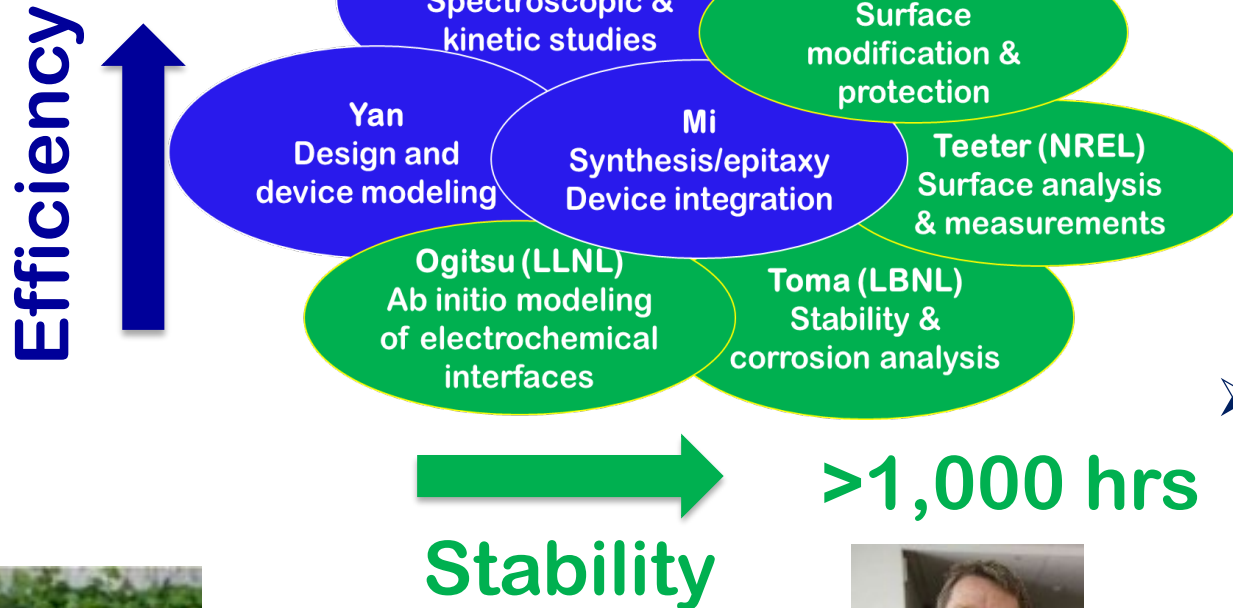 Efficiency
Spectroscopic &
kinetic studies
Surface
modification &
protection
Yan
Design and
device modeling
Mi
Synthesis/epitaxy
Device integration
Teeter (NREL)
Surface analysis
& measurements
Ogitsu (LLNL)
Ab initio modeling
of electrochemical
interfaces
Toma (LBNL)
Stability &
corrosion analysis
>1,000 hrs
Stability